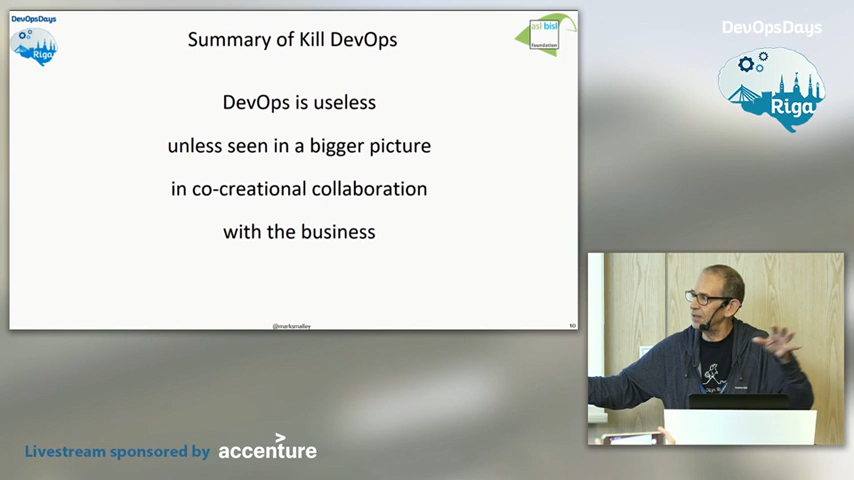 DevOpsDays
Riga
asl bisl
foundation
Summary of Kill DevOps
DevOps is useless
unless seen in a bigger picture
in co-creational collaboration
with the business
@marksmalley
10
DevOpsDays
Riga
Livestream sponsored by accenture